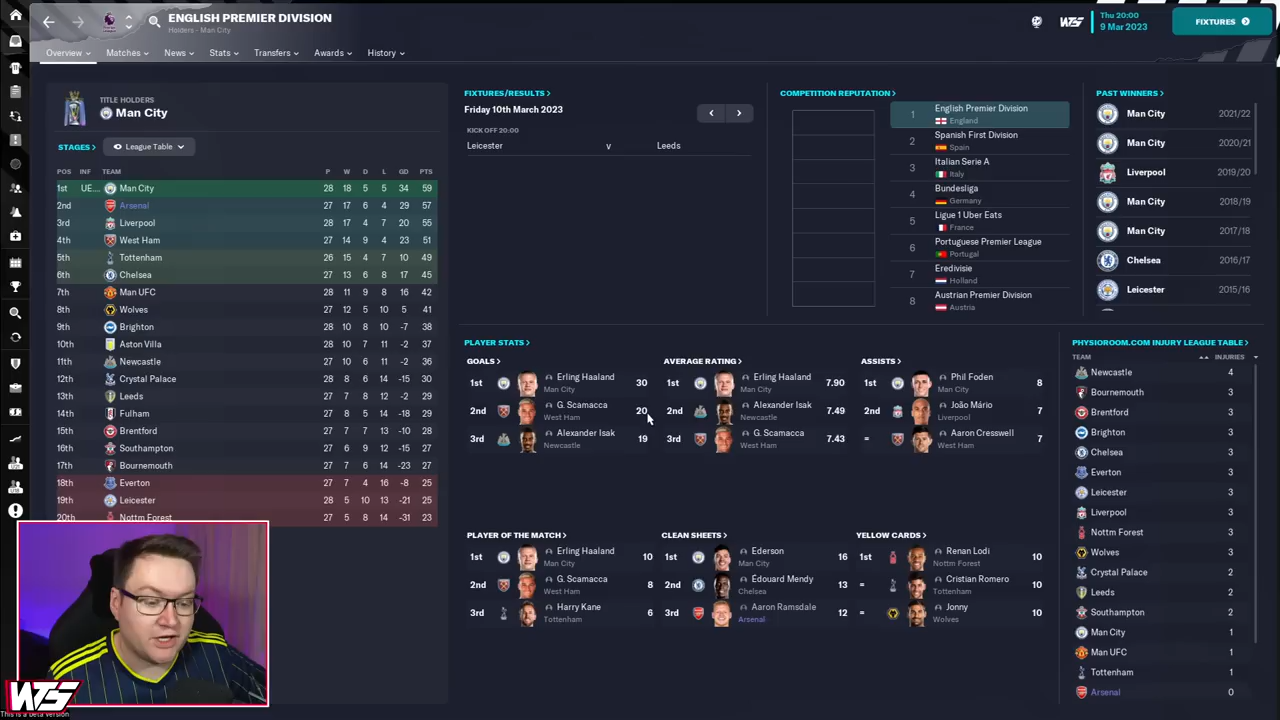 ENGLISH PREMIER DIVISION
Holders - Man City
WTS
Thu 20:00
9 Mar 2023
FIXTURES
Overview
Matches
News
Stats
Transfers
Awards
History
TITLE HOLDERS
Man City
STAGES
League Table
POS INF TEAM P W D L GD PTS
1st UE... Man City 28 18 5 5 34 59
2nd Arsenal 27 17 6 4 29 57
3rd Liverpool 28 17 4 7 20 55
4th West Ham 27 14 9 4 23 51
5th Tottenham 26 15 4 7 10 49
6th Chelsea 27 13 6 8 17 45
7th Man UFC 28 11 9 8 16 42
8th Wolves 27 12 5 10 5 41
9th Brighton 28 10 8 10 -7 38
10th Aston Villa 28 10 7 11 -2 37
11th Newcastle 27 10 6 11 -2 36
12th Crystal Palace 28 8 6 14 -15 30
13th Leeds 27 7 8 12 -2 29
14th Fulham 27 8 5 14 -18 29
15th Brentford 27 7 7 13 -10 28
16th Southampton 27 6 9 12 -15 27
17th Bournemouth 27 7 6 14 -23 27
18th Everton 27 7 4 16 -8 25
19th Leicester 28 5 10 13 -21 25
20th Nottm Forest 27 5 8 14 -31 23
FIXTURES/RESULTS
Friday 10th March 2023
KICK OFF 20:00
Leicester v Leeds
COMPETITION REPUTATION
1 English Premier Division
England
2 Spanish First Division
Spain
3 Italian Serie A
Italy
4 Bundesliga
Germany
5 Ligue 1 Uber Eats
France
6 Portuguese Premier League
Portugal
7 Eredivisie
Holland
8 Austrian Premier Division
Austria
PAST WINNERS
Man City 2021/22
Man City 2020/21
Liverpool 2019/20
Man City 2018/19
Man City 2017/18
Chelsea 2016/17
Leicester 2015/16
PLAYER STATS
GOALS
1st Erling Haaland 30
Man City
2nd G. Scamacca 20
West Ham
3rd Alexander Isak 19
Newcastle
AVERAGE RATING
1st Erling Haaland 7.90
Man City
2nd Alexander Isak 7.49
Newcastle
3rd G. Scamacca 7.43
West Ham
ASSISTS
1st Phil Foden 8
Man City
2nd João Mário 7
Liverpool
= Aaron Cresswell 7
West Ham
PLAYER OF THE MATCH
1st Erling Haaland 10
Man City
2nd G. Scamacca 8
West Ham
3rd Harry Kane 6
Tottenham
CLEAN SHEETS
1st Ederson 16
Man City
2nd Édouard Mendy 13
Chelsea
3rd Aaron Ramsdale 12
Arsenal
YELLOW CARDS
1st Renan Lodi 10
Nottm Forest
= Cristian Romero 10
Tottenham
= Jonny 10
Wolves
PHYSIOROOM.COM INJURY LEAGUE TABLE
TEAM INJURIES
Newcastle 4
Bournemouth 3
Brentford 3
Brighton 3
Chelsea 3
Everton 3
Leicester 3
Liverpool 3
Nottm Forest 3
Wolves 3
Crystal Palace 2
Leeds 2
Southampton 2
Man City 1
Man UFC 1
Tottenham 1
Arsenal 0
WTS
This is a beta version